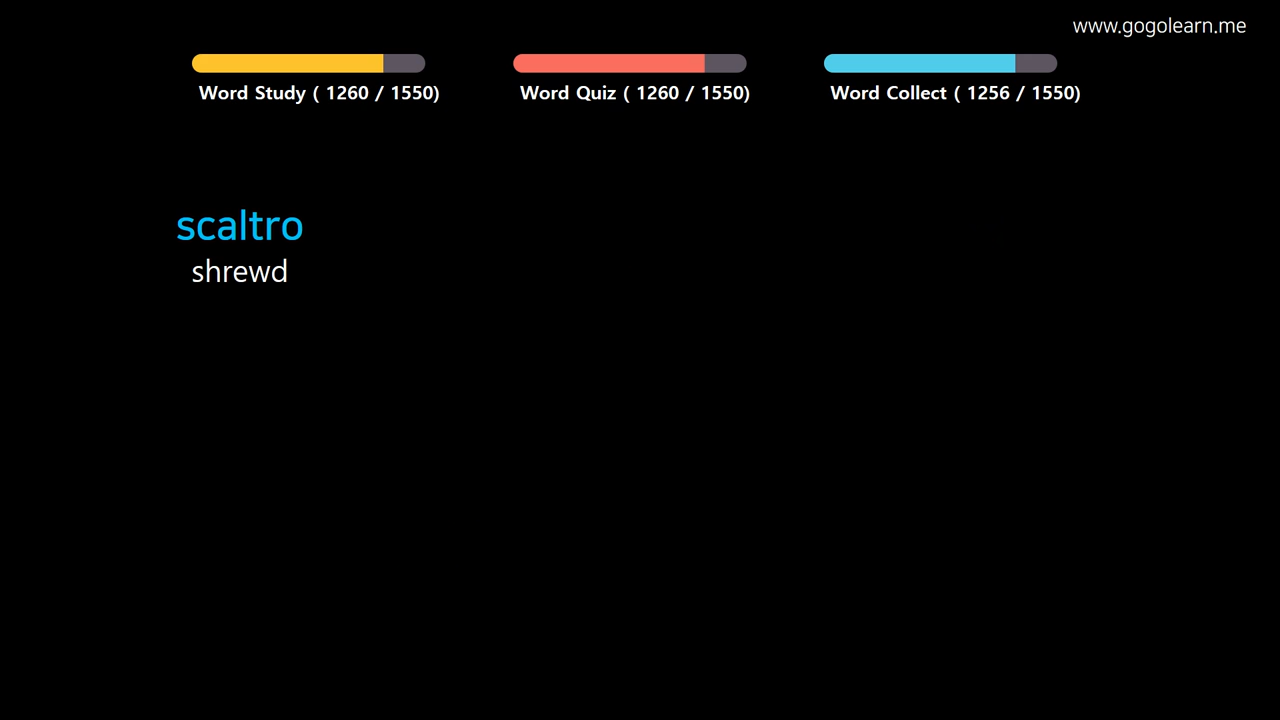 www.gogolearn.me
Word Study ( 1260 / 1550)
Word Quiz ( 1260 / 1550)
Word Collect ( 1256 / 1550)
scaltro
shrewd